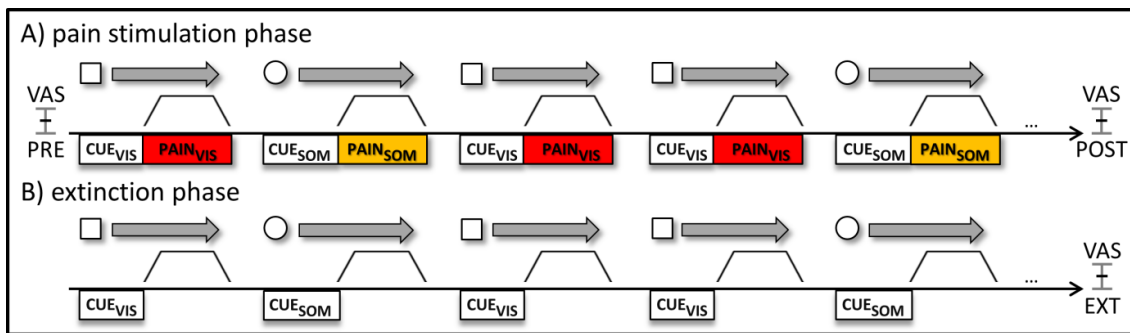 A) pain stimulation phase
VAS
PRE
CUEVIS PAINVIS CUESOM PAINSOM CUEVIS PAINVIS CUEVIS PAINVIS CUESOM PAINSOM
...
VAS
POST
B) extinction phase
CUEVIS CUESOM CUEVIS CUEVIS CUESOM
...
VAS
EXT